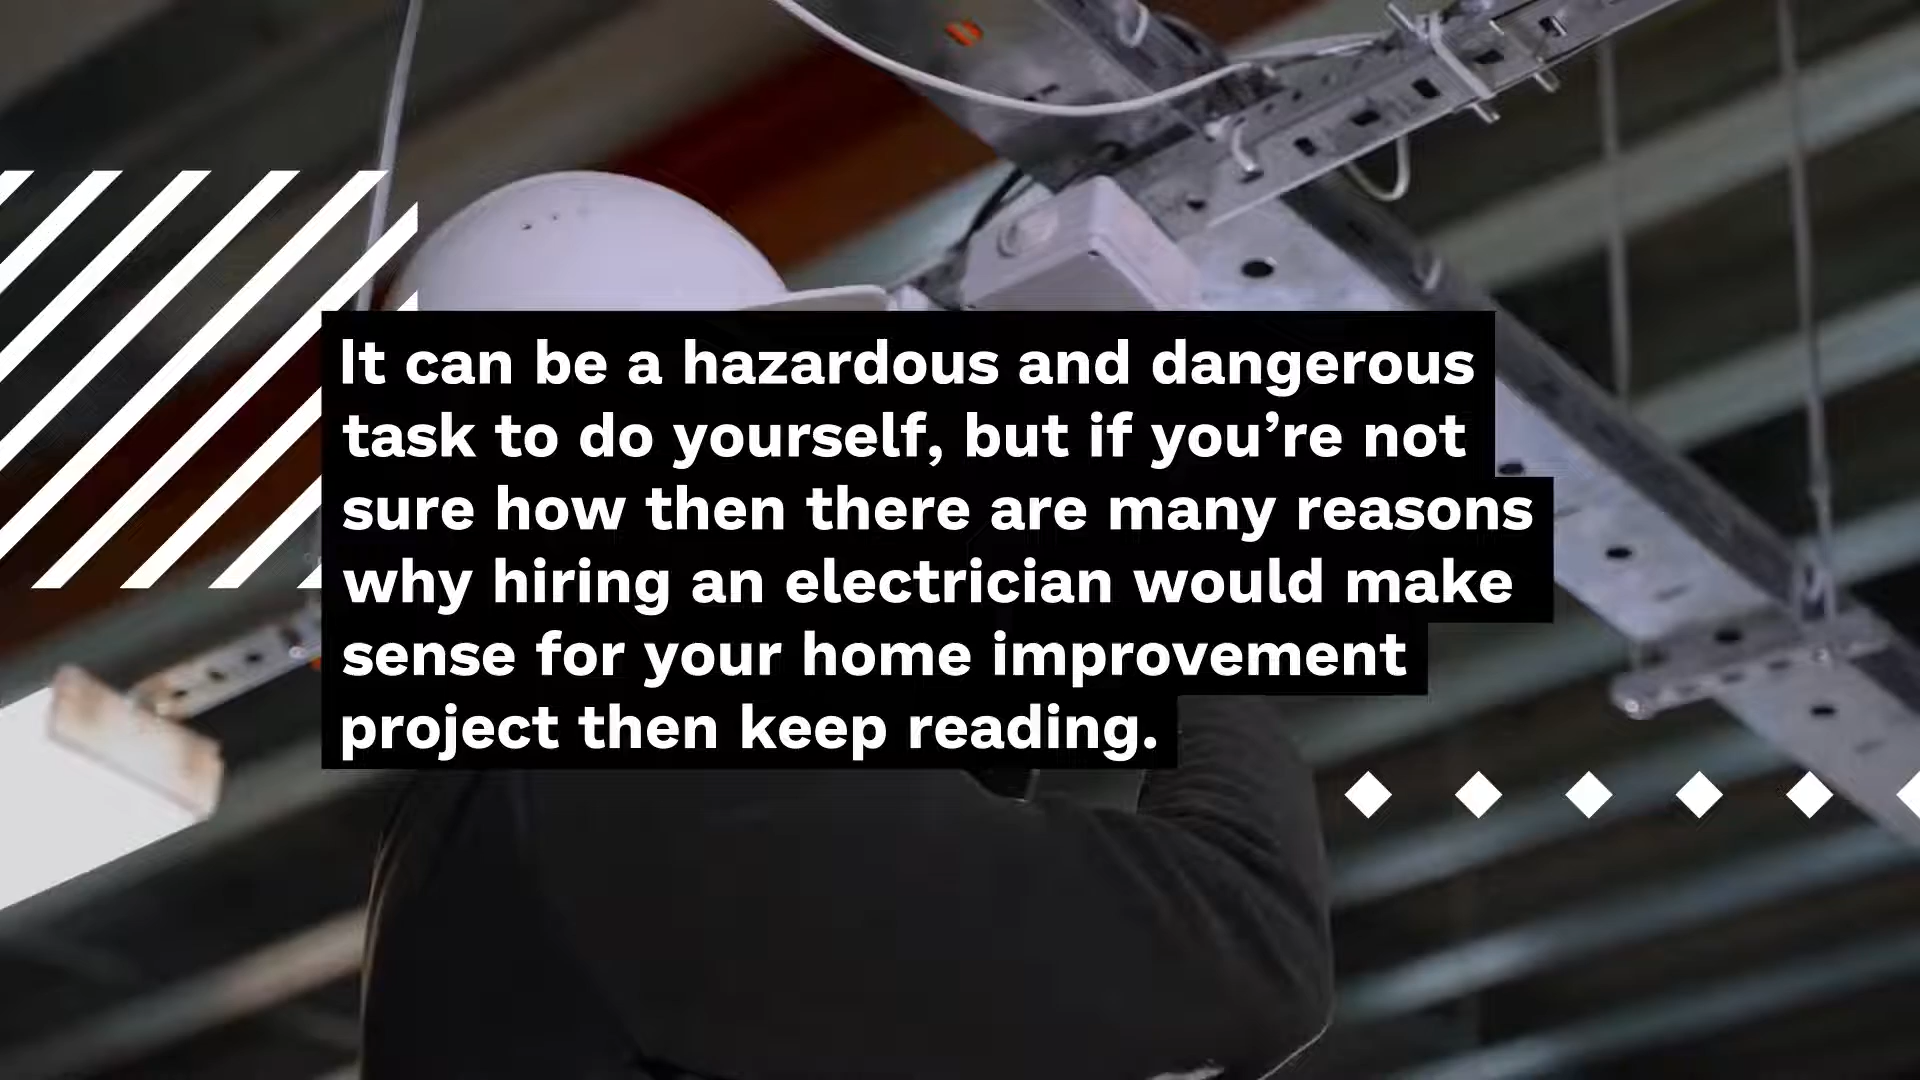 It can be a hazardous and dangerous
task to do yourself, but if you’re not
sure how then there are many reasons
why hiring an electrician would make
sense for your home improvement
project then keep reading.